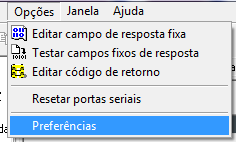 Opções Janela Ajuda
Editar campo de resposta fixa
Testar campos fixos de resposta
Editar código de retorno
Resetar portas seriais
Preferências